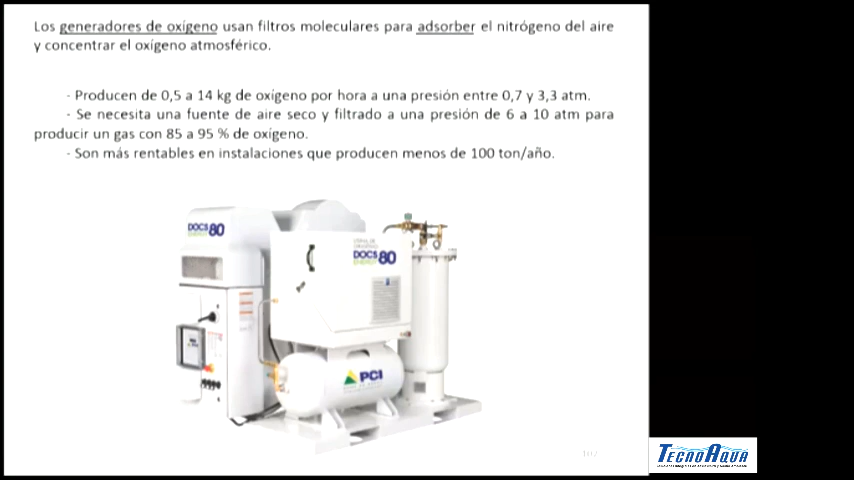 Los generadores de oxígeno usan filtros moleculares para adsorber el nitrógeno del aire
y concentrar el oxígeno atmosférico.
- Producen de 0,5 a 14 kg de oxígeno por hora a una presión entre 0,7 y 3,3 atm.
- Se necesita una fuente de aire seco y filtrado a una presión de 6 a 10 atm para
producir un gas con 85 a 95 % de oxígeno.
- Son más rentables en instalaciones que producen menos de 100 ton/año.
DOCS 80
DOCS 80
PCI
TECNOAQUA